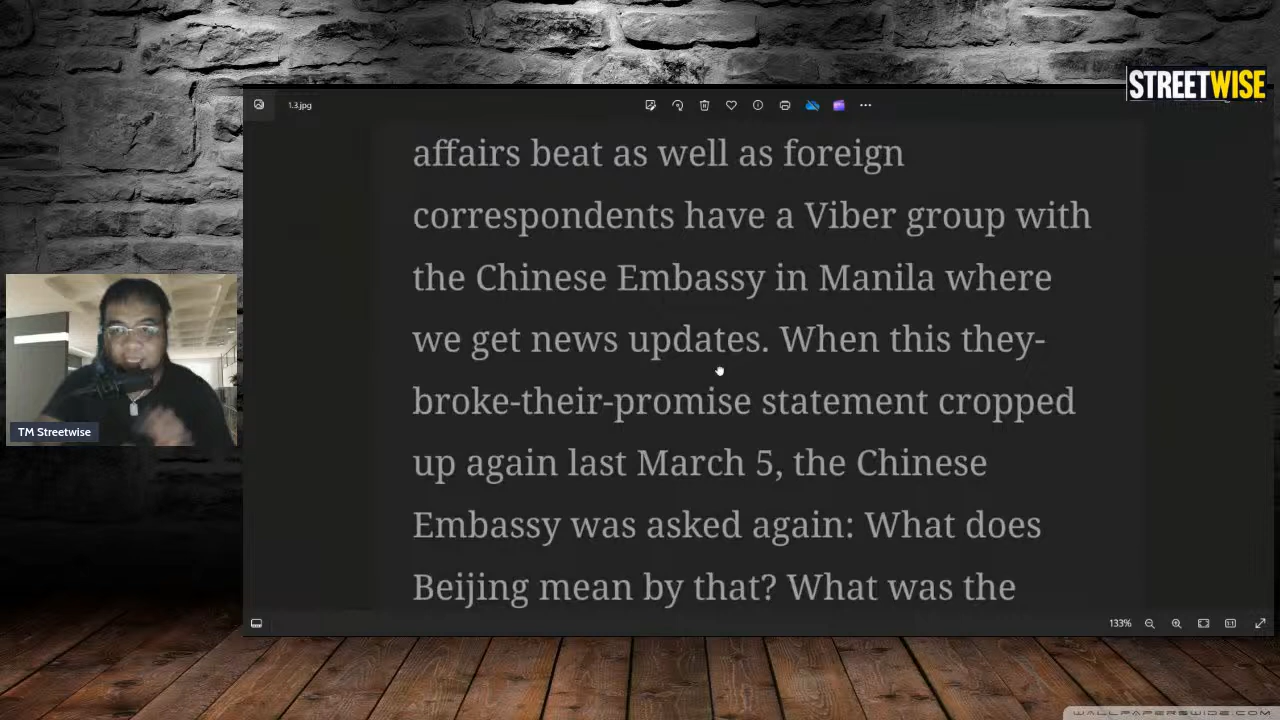 STREETWISE
1.3.jpg
affairs beat as well as foreign
correspondents have a Viber group with
the Chinese Embassy in Manila where
we get news updates. When this they-
broke-their-promise statement cropped
up again last March 5, the Chinese
Embassy was asked again: What does
Beijing mean by that? What was the
TM Streetwise
133%
WALLPAPERSWIDE.COM